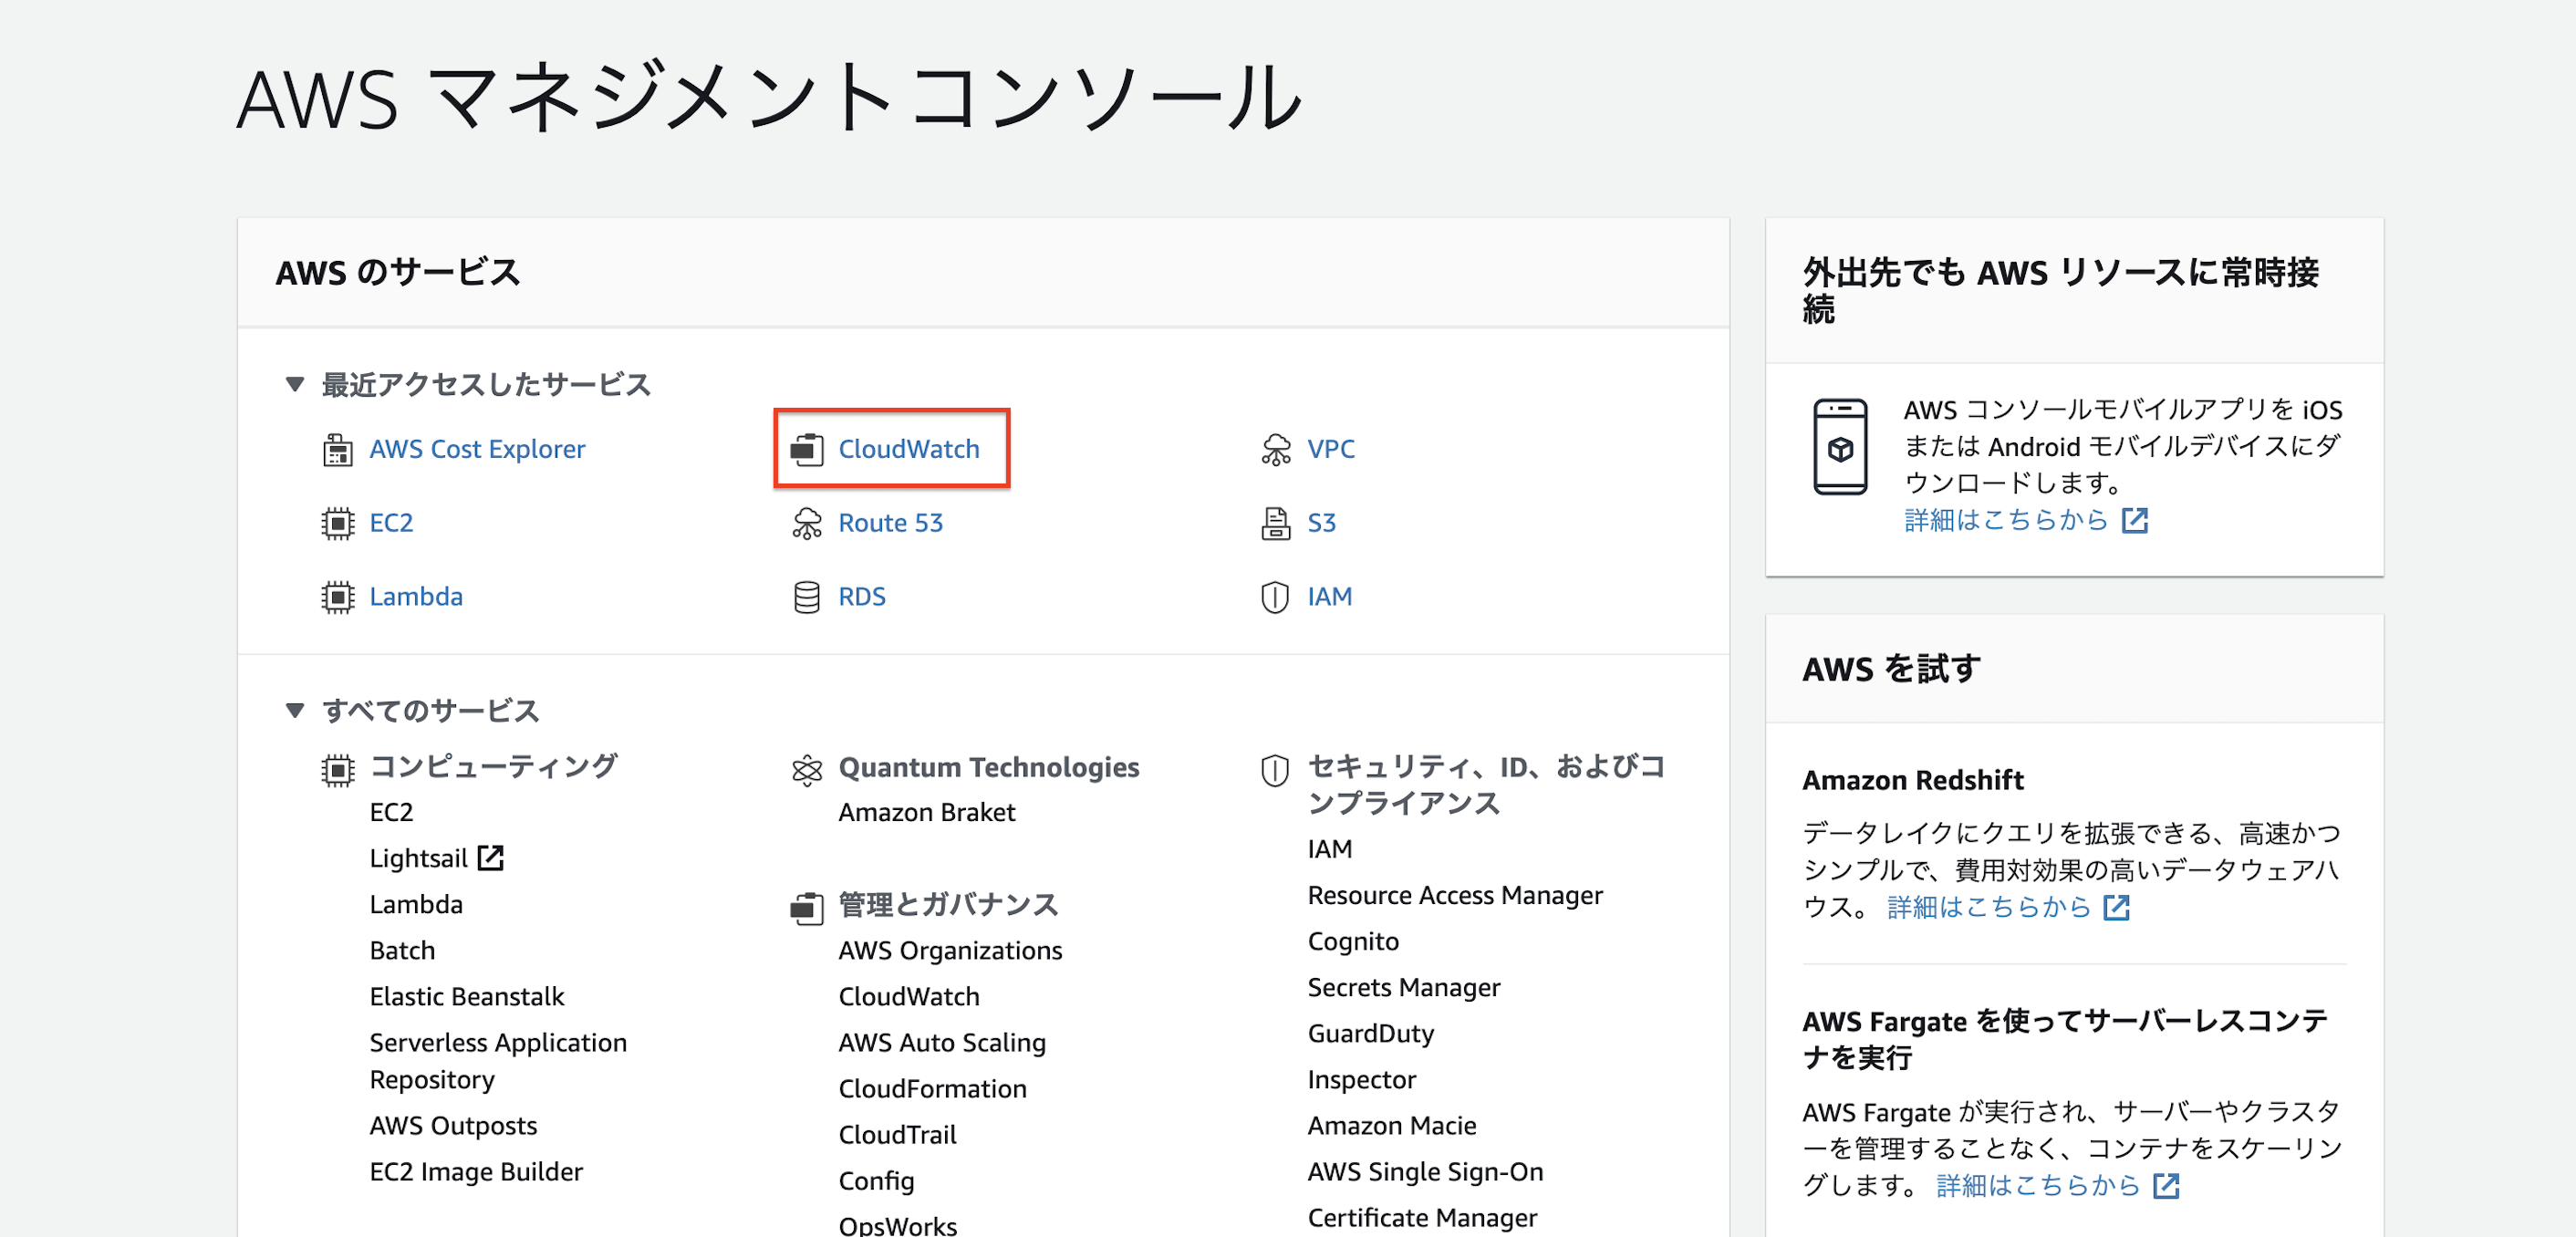 AWS マネジメントコンソール
AWS のサービス
最近アクセスしたサービス
AWS Cost Explorer
CloudWatch
VPC
EC2
Route 53
S3
Lambda
RDS
IAM
すべてのサービス
コンピューティング
EC2
Lightsail
Lambda
Batch
Elastic Beanstalk
Serverless Application
Repository
AWS Outposts
EC2 Image Builder
Quantum Technologies
Amazon Braket
管理とガバナンス
AWS Organizations
CloudWatch
AWS Auto Scaling
CloudFormation
CloudTrail
Config
OpsWorks
セキュリティ、ID、およびコ
ンプライアンス
IAM
Resource Access Manager
Cognito
Secrets Manager
GuardDuty
Inspector
Amazon Macie
AWS Single Sign-On
Certificate Manager
外出先でも AWS リソースに常時接
続
AWS コンソールモバイルアプリを iOS
または Android モバイルデバイスにダ
ウンロードします。
詳細はこちらから
AWS を試す
Amazon Redshift
データレイクにクエリを拡張できる、高速かつ
シンプルで、費用対効果の高いデータウェアハ
ウス。 詳細はこちらから
AWS Fargate を使ってサーバーレスコンテ
ナを実行
AWS Fargate が実行され、サーバーやクラスタ
ーを管理することなく、コンテナをスケーリン
グします。 詳細はこちらから